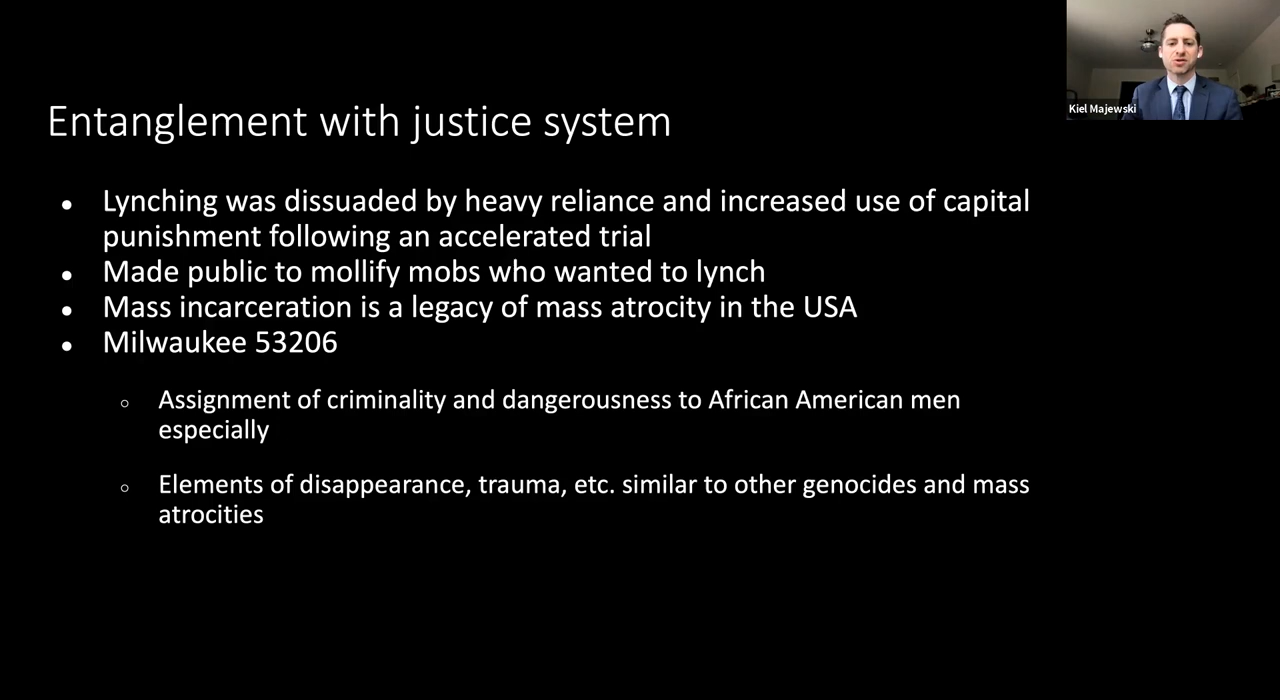 Kiel Majewski
Entanglement with justice system
● Lynching was dissuaded by heavy reliance and increased use of capital
punishment following an accelerated trial
● Made public to mollify mobs who wanted to lynch
● Mass incarceration is a legacy of mass atrocity in the USA
● Milwaukee 53206
○ Assignment of criminality and dangerousness to African American men
especially
○ Elements of disappearance, trauma, etc. similar to other genocides and mass
atrocities